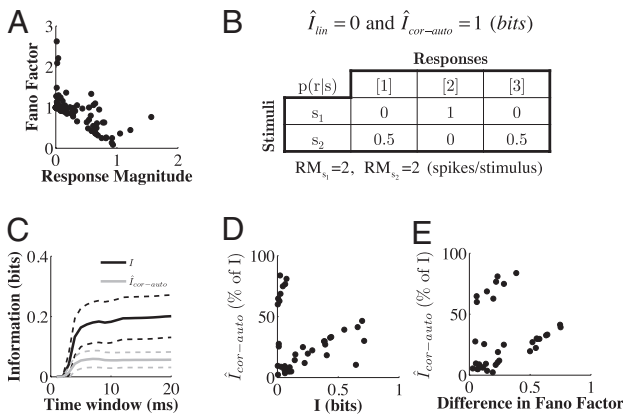 A
Fano Factor
3
2
1
0
0 1 2
Response Magnitude
B
Î_lin = 0 and Î_cor−auto = 1 (bits)
Responses
Stimuli
p(r|s) [1] [2] [3]
s₁ 0 1 0
s₂ 0.5 0 0.5
RM_s₁=2, RM_s₂=2 (spikes/stimulus)
C
Information (bits)
0.4
0.2
0
0 10 20
Time window (ms)
I
Î_cor−auto
D
Î_cor−auto (% of I)
100
50
0
0 0.5 1
I (bits)
E
Î_cor−auto (% of I)
100
50
0
0 0.5 1
Difference in Fano Factor